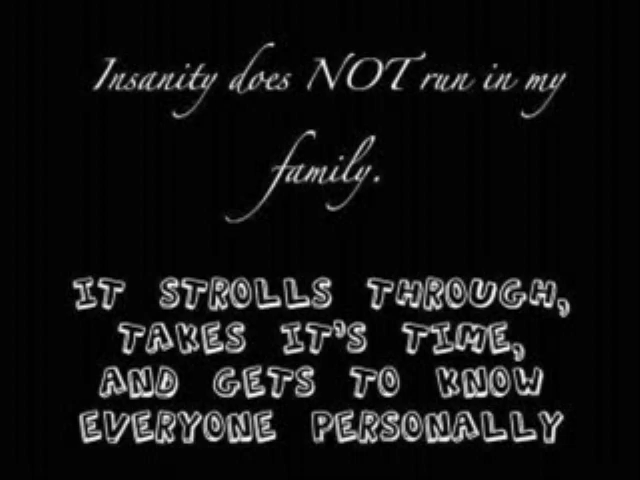 Insanity does NOT run in my
family.
IT STROLLS THROUGH,
TAKES IT'S TIME,
AND GETS TO KNOW
EVERYONE PERSONALLY